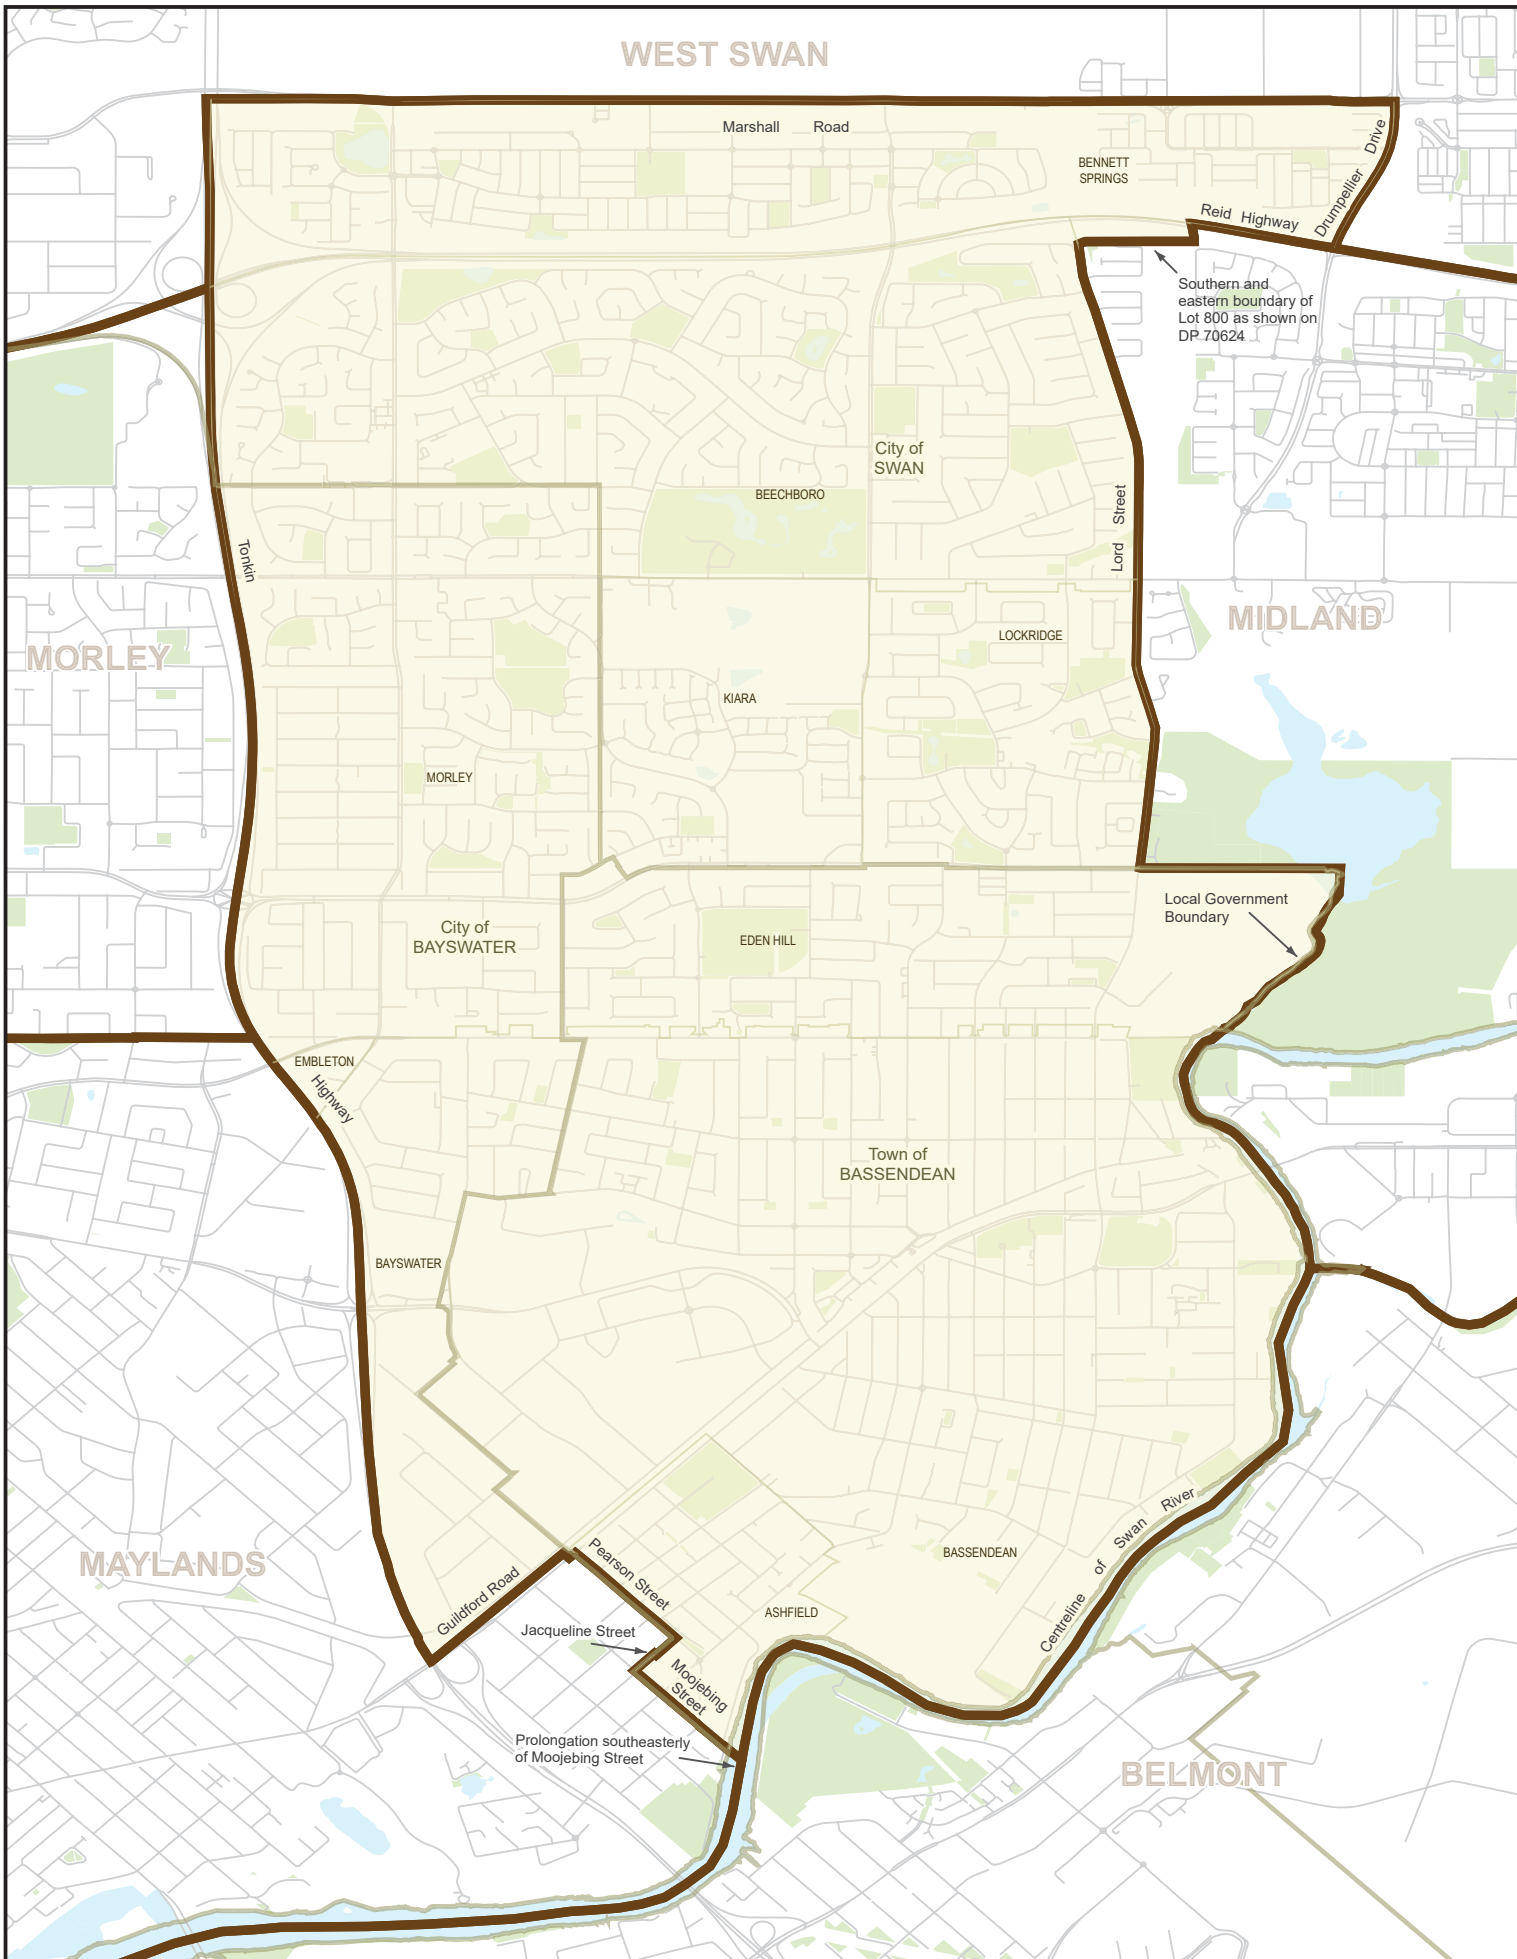 WEST SWAN
Marshall Road
BENNETT
SPRINGS
Drumpellier Drive
Reid Highway
Southern and
eastern boundary of
Lot 800 as shown on
DP 70624
City of
SWAN
BEECHBORO
Lord Street
Tonkin
MIDLAND
LOCKRIDGE
MORLEY
KIARA
MORLEY
Local Government
Boundary
City of
BAYSWATER
EDEN HILL
EMBLETON
Highway
Town of
BASSENDEAN
BAYSWATER
Centreline of Swan River
MAYLANDS
Pearson Street
BASSENDEAN
Guildford Road
ASHFIELD
Jacqueline Street
Moojebing
Street
Prolongation southeasterly
of Moojebing Street
BELMONT